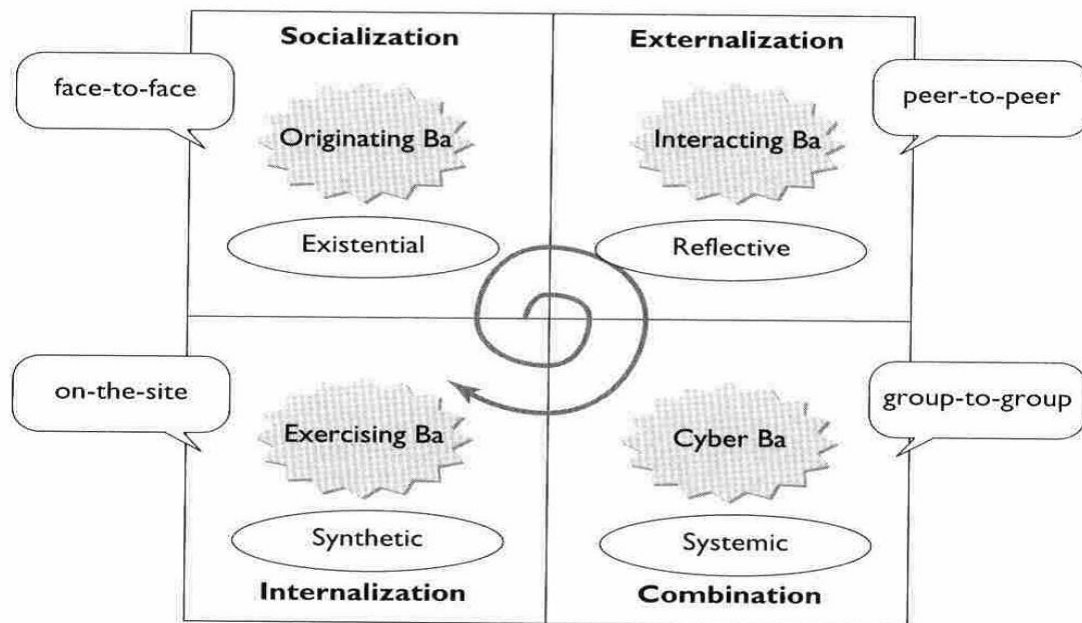 Socialization
Externalization
face-to-face
peer-to-peer
Originating Ba
Interacting Ba
Existential
Reflective
on-the-site
group-to-group
Exercising Ba
Cyber Ba
Synthetic
Systemic
Internalization
Combination